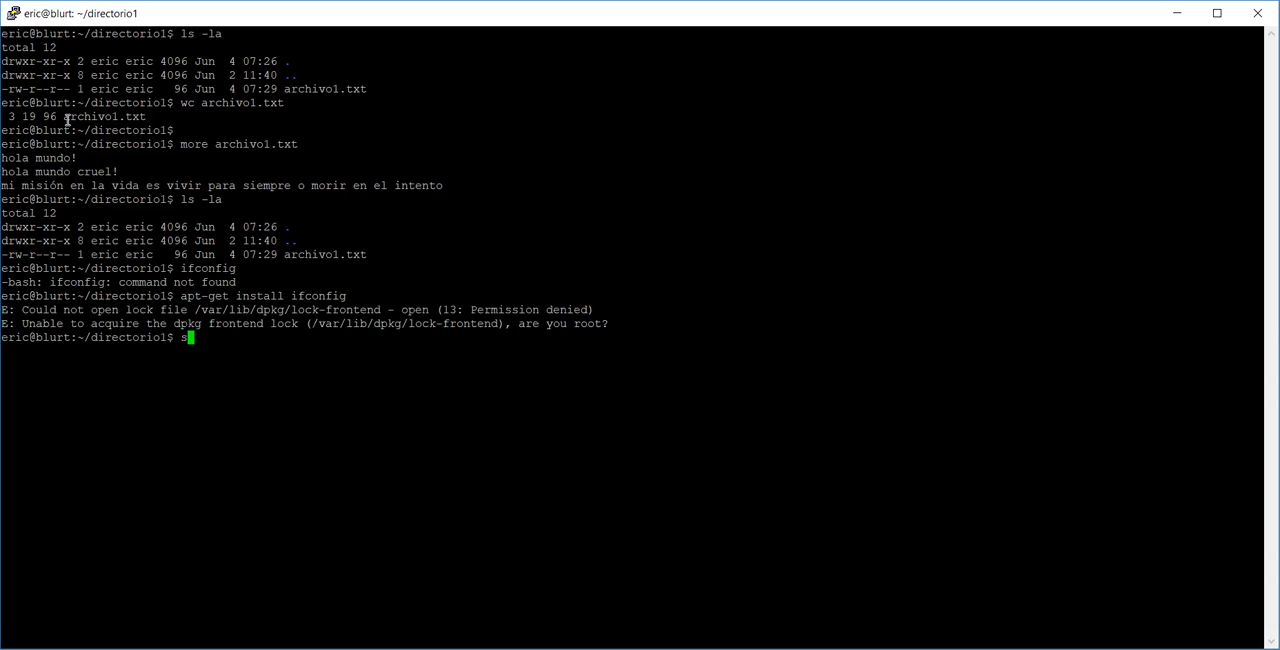 eric@blurt: ~/directorio1
eric@blurt:~/directorio1$ ls -la
total 12
drwxr-xr-x 2 eric eric 4096 Jun  4 07:26 .
drwxr-xr-x 8 eric eric 4096 Jun  2 11:40 ..
-rw-r--r-- 1 eric eric   96 Jun  4 07:29 archivo1.txt
eric@blurt:~/directorio1$ wc archivo1.txt
 3 19 96 archivo1.txt
eric@blurt:~/directorio1$
eric@blurt:~/directorio1$ more archivo1.txt
hola mundo!
hola mundo cruel!
mi misión en la vida es vivir para siempre o morir en el intento
eric@blurt:~/directorio1$ ls -la
total 12
drwxr-xr-x 2 eric eric 4096 Jun  4 07:26 .
drwxr-xr-x 8 eric eric 4096 Jun  2 11:40 ..
-rw-r--r-- 1 eric eric   96 Jun  4 07:29 archivo1.txt
eric@blurt:~/directorio1$ ifconfig
-bash: ifconfig: command not found
eric@blurt:~/directorio1$ apt-get install ifconfig
E: Could not open lock file /var/lib/dpkg/lock-frontend - open (13: Permission denied)
E: Unable to acquire the dpkg frontend lock (/var/lib/dpkg/lock-frontend), are you root?
eric@blurt:~/directorio1$ s